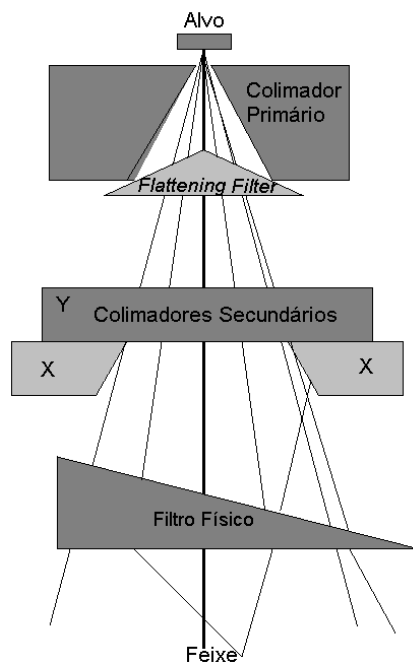 Alvo
Colimador
Primário
Flattening Filter
Y
Colimadores Secundários
X
X
Filtro Físico
Feixe